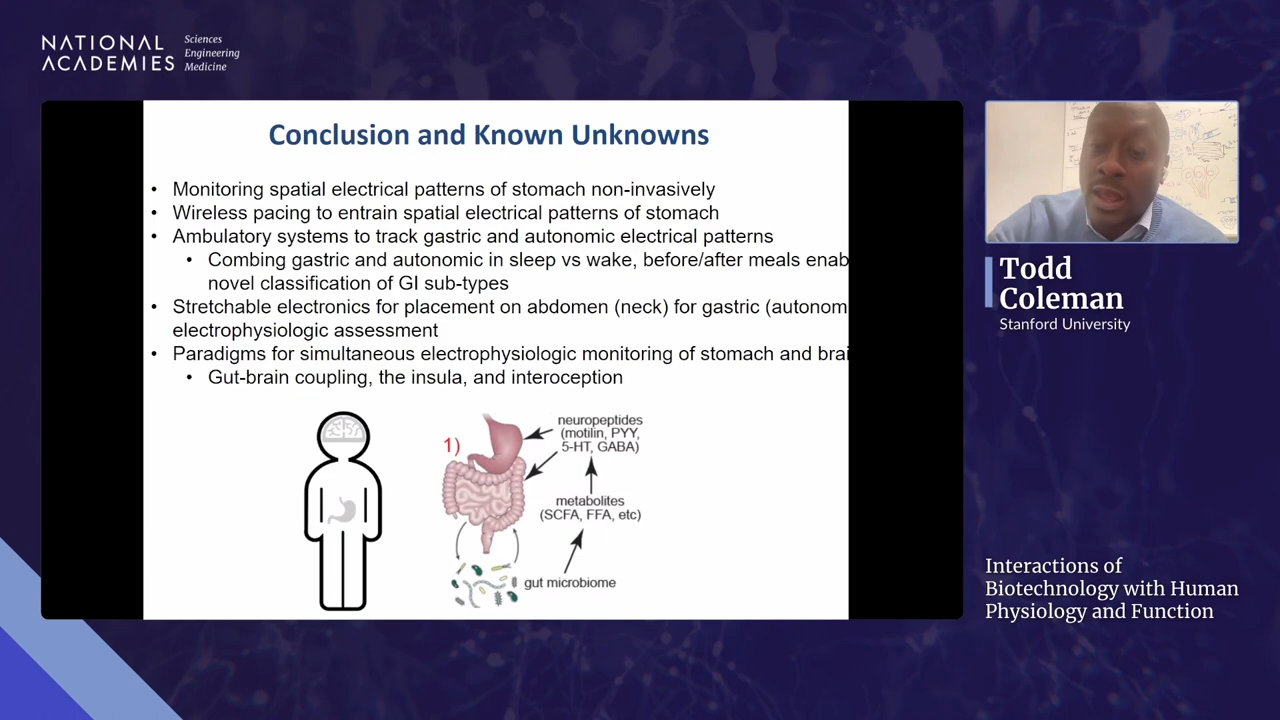 NATIONAL
ACADEMIES
Sciences
Engineering
Medicine
Conclusion and Known Unknowns
• Monitoring spatial electrical patterns of stomach non-invasively
• Wireless pacing to entrain spatial electrical patterns of stomach
• Ambulatory systems to track gastric and autonomic electrical patterns
• Combing gastric and autonomic in sleep vs wake, before/after meals enab
novel classification of GI sub-types
• Stretchable electronics for placement on abdomen (neck) for gastric (autonom
electrophysiologic assessment
• Paradigms for simultaneous electrophysiologic monitoring of stomach and brai
• Gut-brain coupling, the insula, and interoception
1)
neuropeptides
(motilin, PYY,
5-HT, GABA)
metabolites
(SCFA, FFA, etc)
gut microbiome
Todd
Coleman
Stanford University
Interactions of
Biotechnology with Human
Physiology and Function